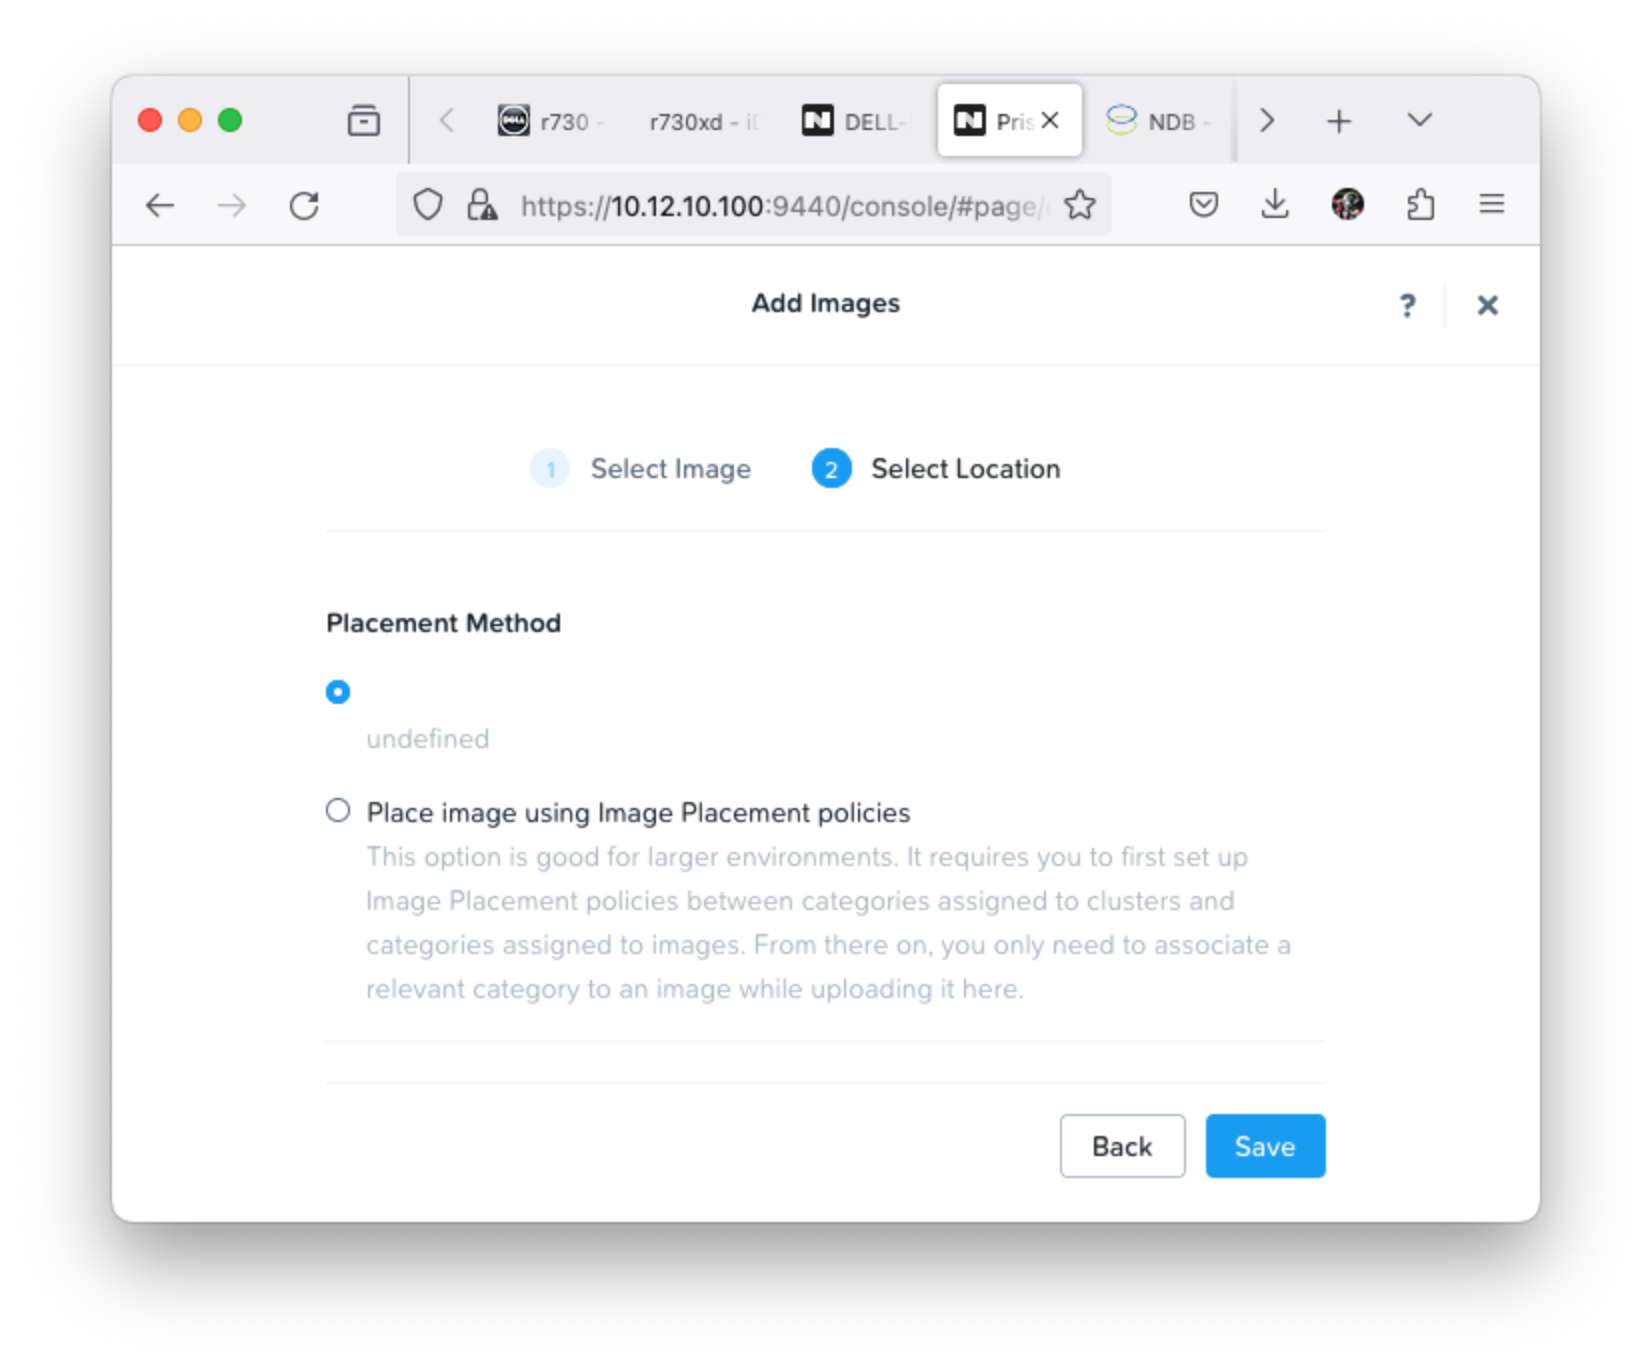 r730 -
r730xd - i
DELL-
Pris
NDB -
https://10.12.10.100:9440/console/#page/
Add Images
?
1 Select Image
2 Select Location
Placement Method
undefined
Place image using Image Placement policies
This option is good for larger environments. It requires you to first set up
Image Placement policies between categories assigned to clusters and
categories assigned to images. From there on, you only need to associate a
relevant category to an image while uploading it here.
Back
Save